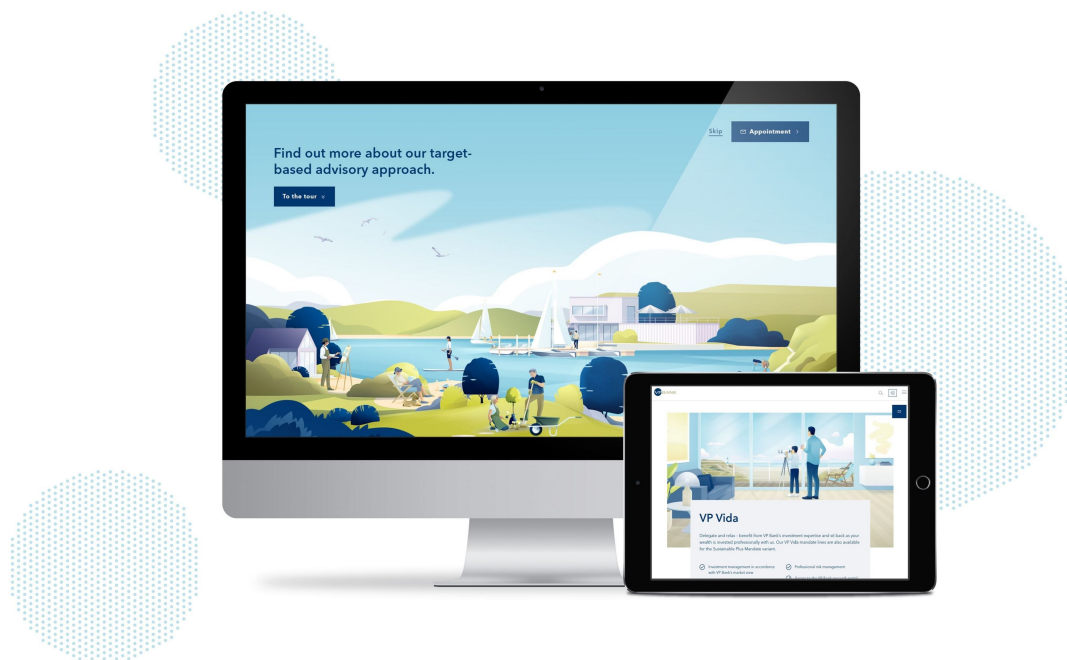 Skip
Appointment
Find out more about our target-
based advisory approach.
To the tour
VP Vida
Delegate and relax - benefit from VP Bank's investment expertise and sit back as your
wealth is invested professionally with us. Our VP Vida mandate lines are also available
for the Sustainable Plus Mandate variant.
Investment management in accordance
with VP Bank's market view
Professional risk management